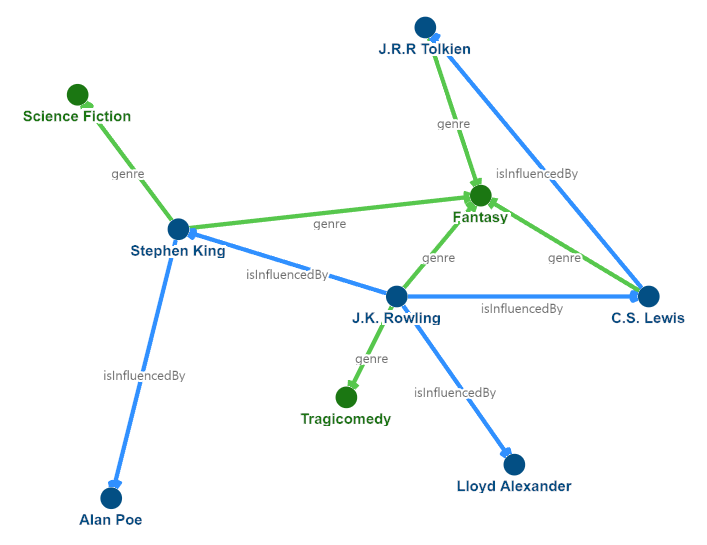 J.R.R Tolkien
Science Fiction
genre
genre
isInfluencedBy
Fantasy
genre
Stephen King
genre
genre
isInfluencedBy
isInfluencedBy
J.K. Rowling
C.S. Lewis
genre
isInfluencedBy
isInfluencedBy
Tragicomedy
Lloyd Alexander
Alan Poe